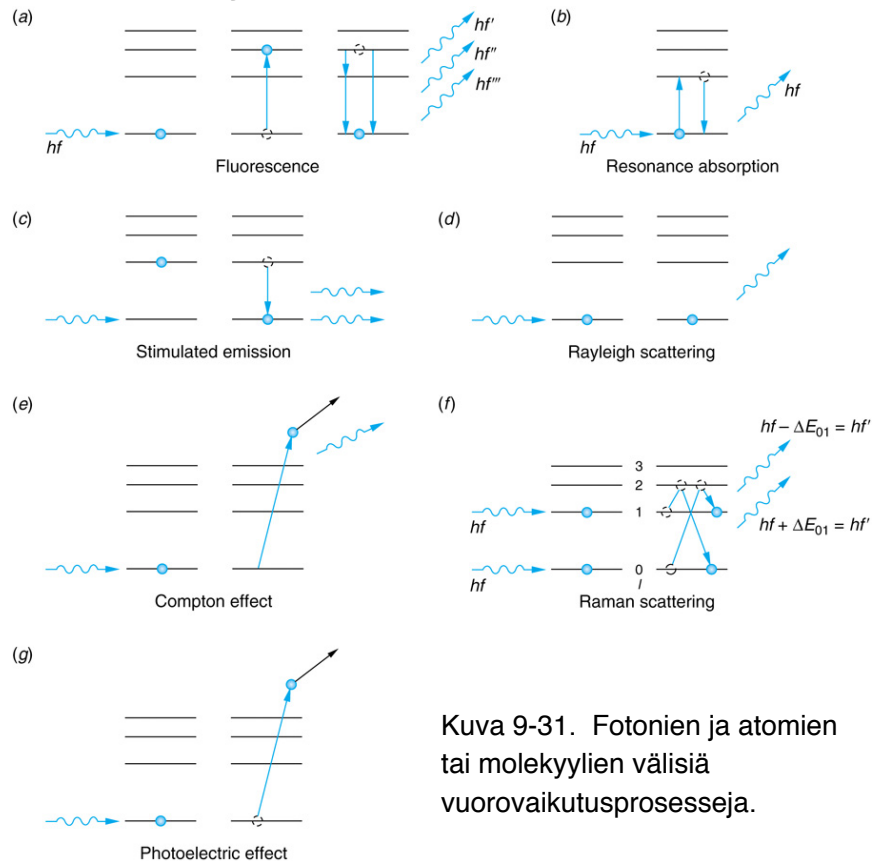 (a)
hf'
hf''
hf'''
hf
Fluorescence
(b)
hf
hf
Resonance absorption
(c)
Stimulated emission
(d)
Rayleigh scattering
(e)
Compton effect
(f)
hf – ΔE01 = hf'
3
2
hf
1
hf + ΔE01 = hf'
hf
0
l
Raman scattering
(g)
Photoelectric effect
Kuva 9-31. Fotonien ja atomien
tai molekyylien välisiä
vuorovaikutusprosesseja.